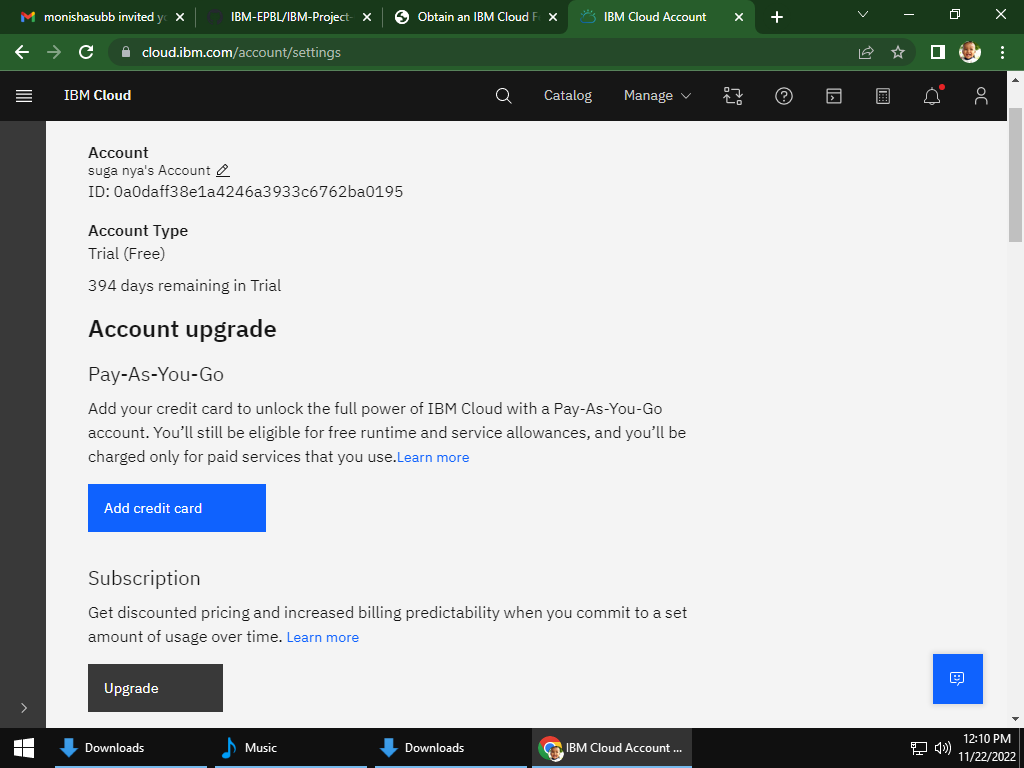 monishasubb invited yo
IBM-EPBL/IBM-Project-
Obtain an IBM Cloud F
IBM Cloud Account
cloud.ibm.com/account/settings
IBM Cloud
Catalog
Manage
Account
suga nya's Account
ID: 0a0daff38e1a4246a3933c6762ba0195
Account Type
Trial (Free)
394 days remaining in Trial
Account upgrade
Pay-As-You-Go
Add your credit card to unlock the full power of IBM Cloud with a Pay-As-You-Go
account. You’ll still be eligible for free runtime and service allowances, and you’ll be
charged only for paid services that you use.Learn more
Add credit card
Subscription
Get discounted pricing and increased billing predictability when you commit to a set
amount of usage over time. Learn more
Upgrade
Downloads
Music
Downloads
IBM Cloud Account ...
12:10 PM
11/22/2022